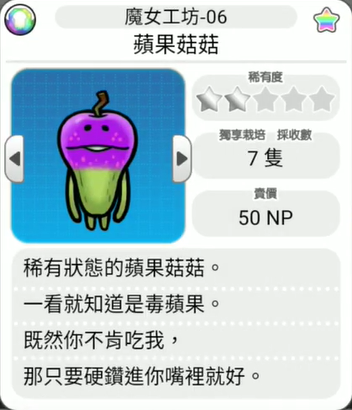 魔女工坊-06
蘋果菇菇
稀有度
獨享栽培 採收數
7 隻
賣價
50 NP
稀有狀態的蘋果菇菇。
一看就知道是毒蘋果。
既然你不肯吃我，
那只要硬鑽進你嘴裡就好。